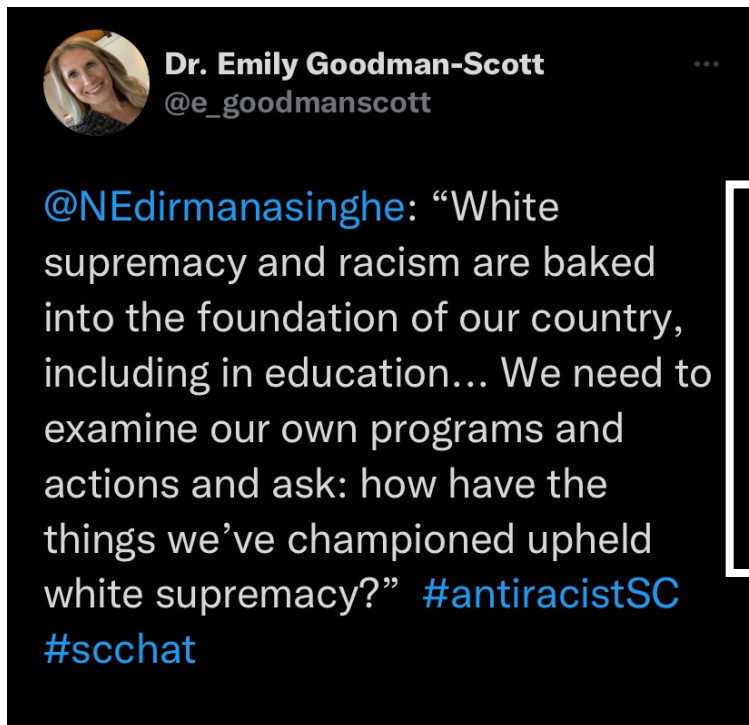 Dr. Emily Goodman-Scott
@e_goodmanscott
@NEdirmanasinghe: “White
supremacy and racism are baked
into the foundation of our country,
including in education... We need to
examine our own programs and
actions and ask: how have the
things we’ve championed upheld
white supremacy?” #antiracistSC
#scchat